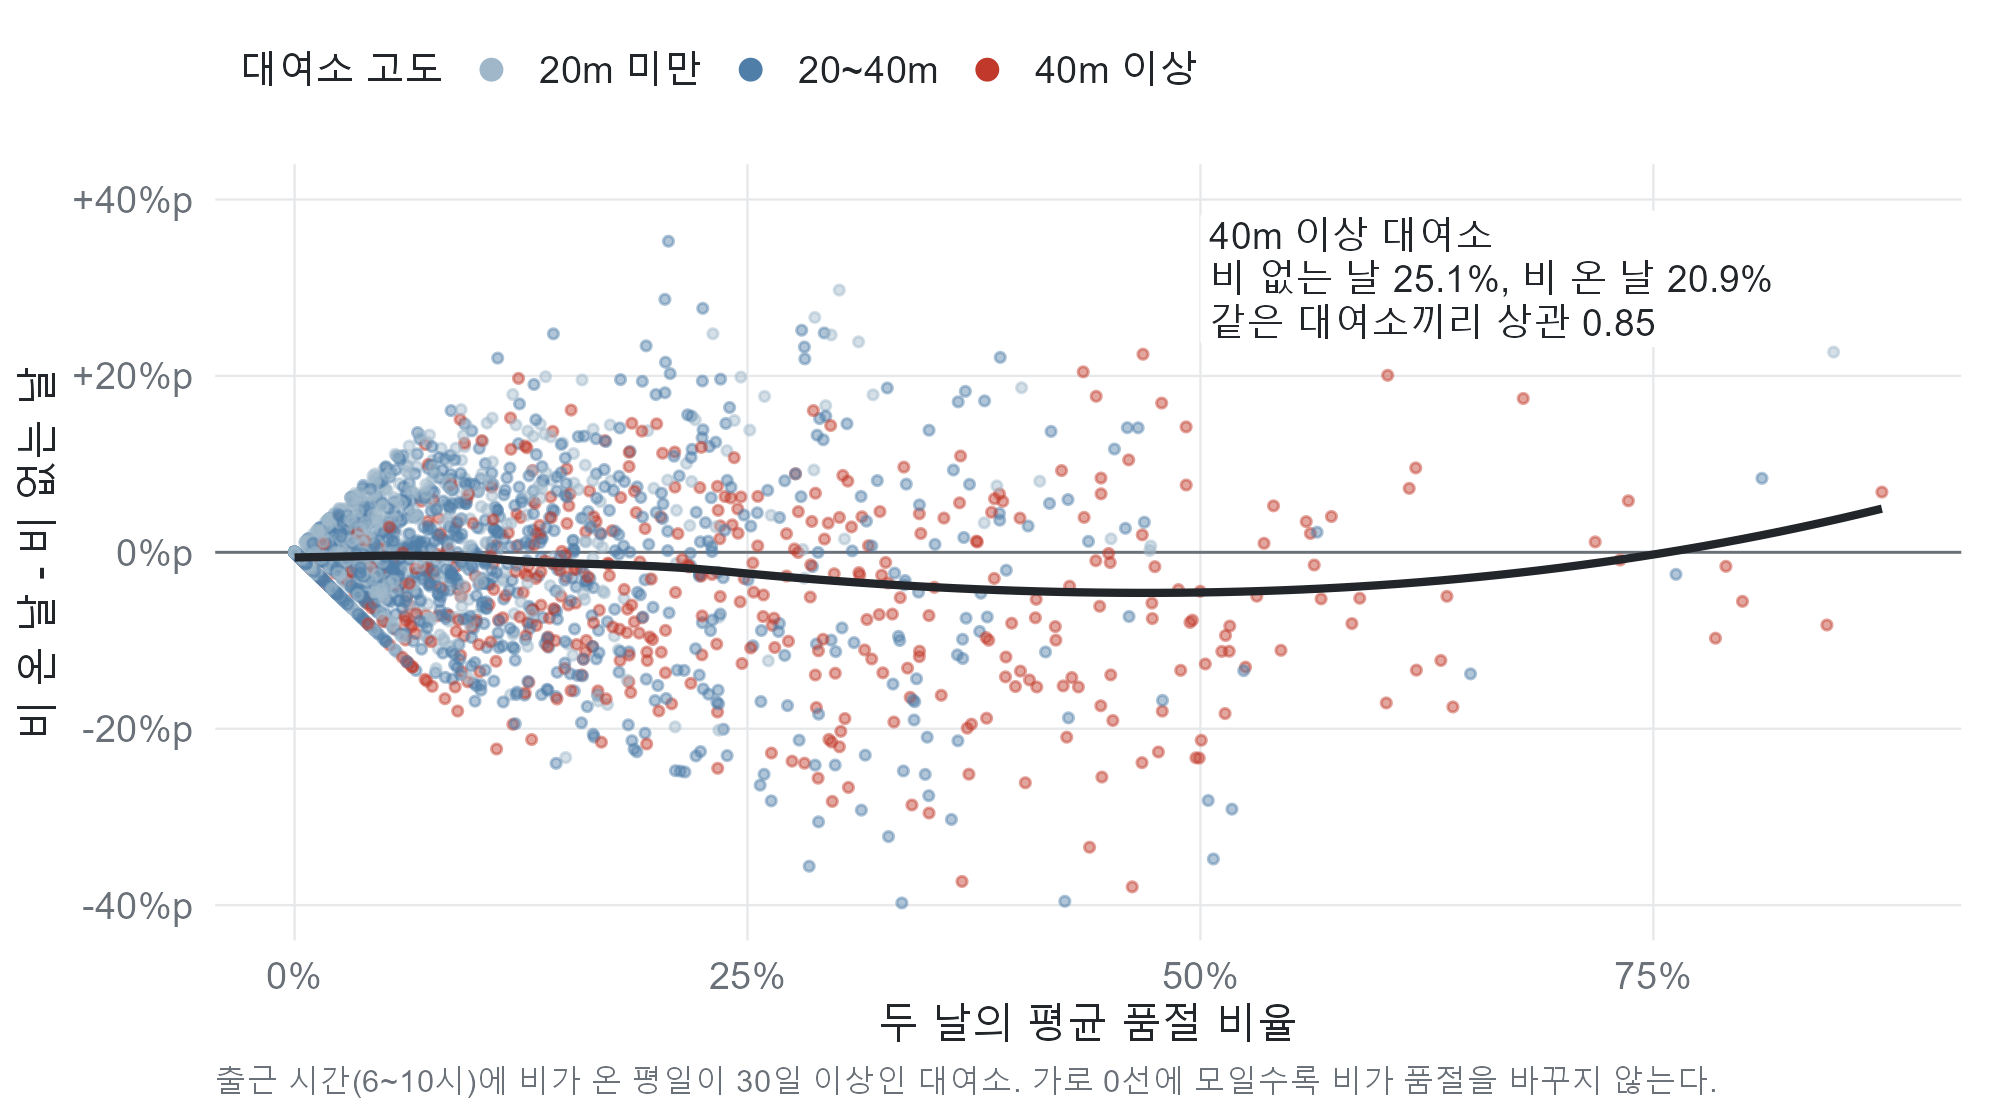 대여소 고도 20m 미만 20~40m 40m 이상
+40%p
+20%p
0%p
-20%p
-40%p
비 온 날 - 비 없는 날
40m 이상 대여소
비 없는 날 25.1%, 비 온 날 20.9%
같은 대여소끼리 상관 0.85
0% 25% 50% 75%
두 날의 평균 품절 비율
출근 시간(6~10시)에 비가 온 평일이 30일 이상인 대여소. 가로 0선에 모일수록 비가 품절을 바꾸지 않는다.